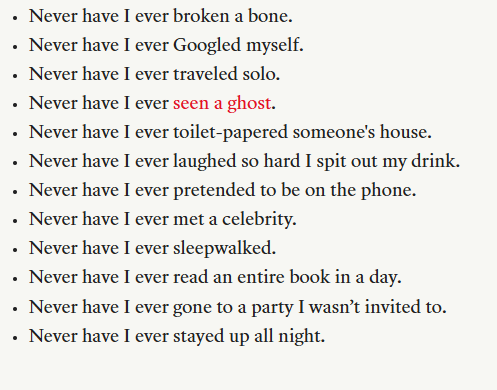 • Never have I ever broken a bone.
• Never have I ever Googled myself.
• Never have I ever traveled solo.
• Never have I ever seen a ghost.
• Never have I ever toilet-papered someone's house.
• Never have I ever laughed so hard I spit out my drink.
• Never have I ever pretended to be on the phone.
• Never have I ever met a celebrity.
• Never have I ever sleepwalked.
• Never have I ever read an entire book in a day.
• Never have I ever gone to a party I wasn’t invited to.
• Never have I ever stayed up all night.